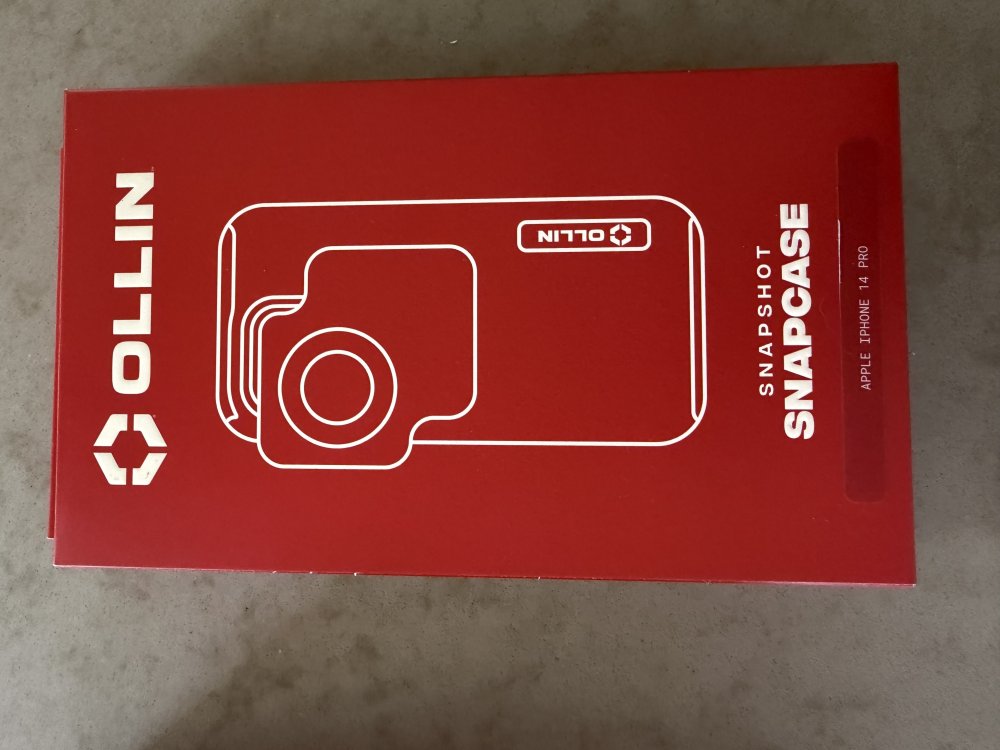 OLLIN
OLLIN
SNAPSHOT
SNAPCASE
APPLE IPHONE 14 PRO